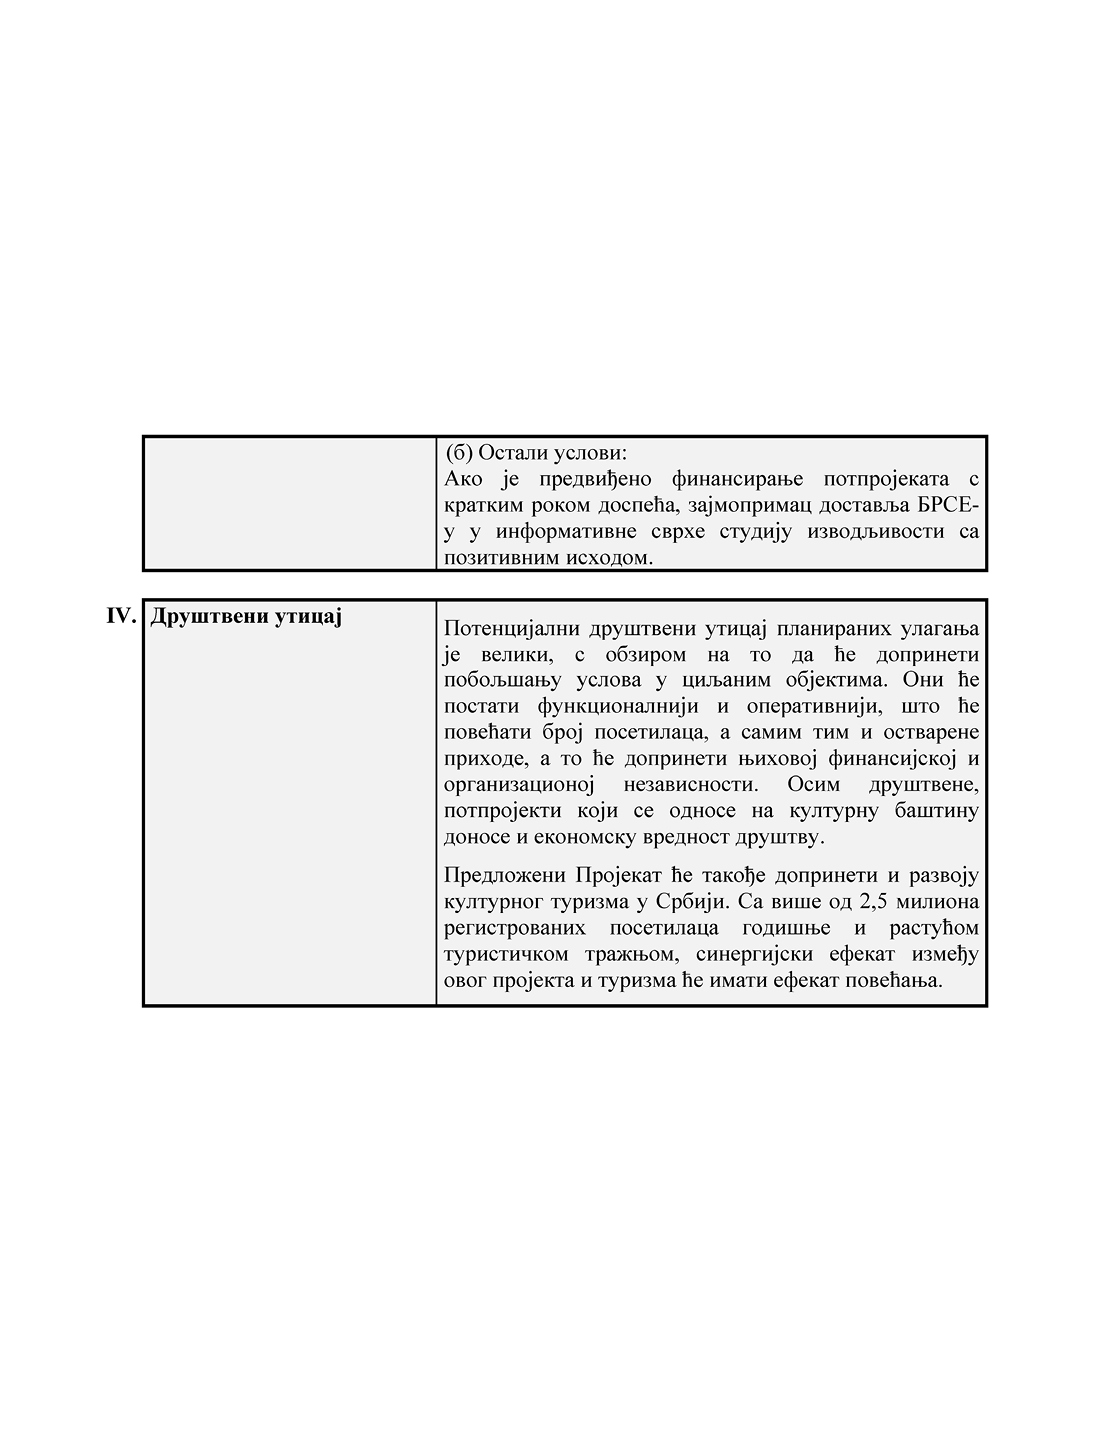 (б) Остали услови:
Ако је предвиђено финансирање потпројеката с
кратким роком доспећа, зајмопримац доставља БРСЕ-
у у информативне сврхе студију изводљивости са
позитивним исходом.
IV. Друштвени утицај
Потенцијални друштвени утицај планираних улагања
је велики, с обзиром на то да ће допринети
побољшању услова у циљаним објектима. Они ће
постати функционалнији и оперативнији, што ће
повећати број посетилаца, а самим тим и остварене
приходе, а то ће допринети њиховој финансијској и
организационој независности. Осим друштвене,
потпројекти који се односе на културну баштину
доносе и економску вредност друштву.
Предложени Пројекат ће такође допринети и развоју
културног туризма у Србији. Са више од 2,5 милиона
регистрованих посетилаца годишње и растућом
туристичком тражњом, синергијски ефекат између
овог пројекта и туризма ће имати ефекат повећања.